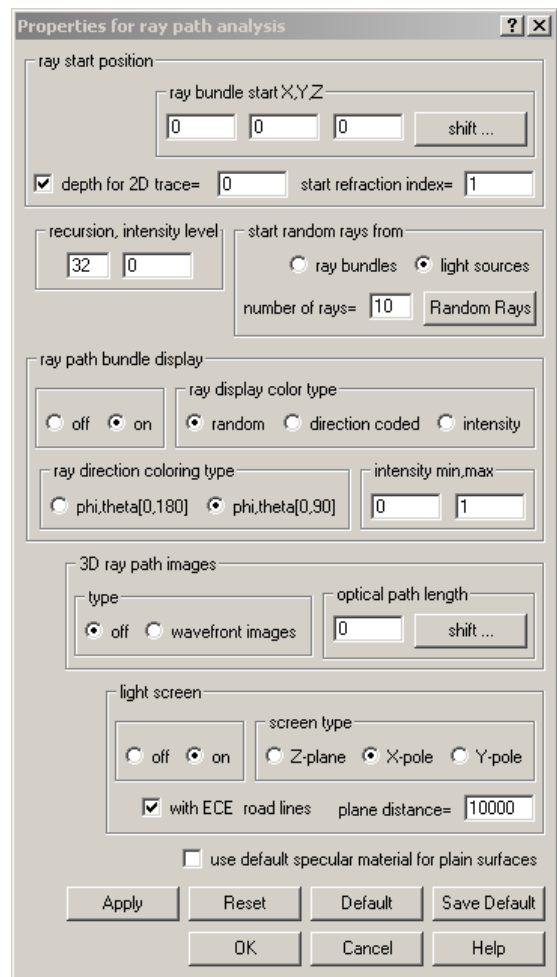 Properties for ray path analysis
ray start position
ray bundle start X,Y,Z
0 0 0 shift ...
depth for 2D trace= 0 start refraction index= 1
recursion, intensity level
32 0
start random rays from
ray bundles light sources
number of rays= 10 Random Rays
ray path bundle display
off on
ray display color type
random direction coded intensity
ray direction coloring type
phi,theta[0,180] phi,theta[0,90]
intensity min,max
0 1
3D ray path images
type
off wavefront images
optical path length
0 shift ...
light screen
off on
screen type
Z-plane X-pole Y-pole
with ECE road lines plane distance= 10000
use default specular material for plain surfaces
Apply Reset Default Save Default
OK Cancel Help